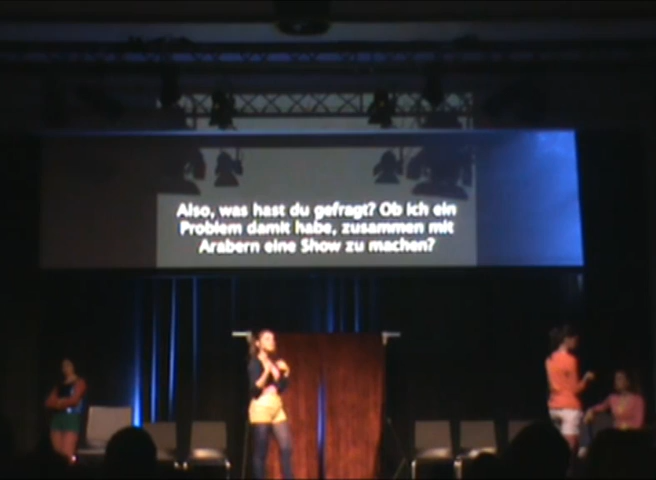 Also, was hast du gefragt? Ob ich ein
Problem damit habe, zusammen mit
Arabern eine Show zu machen?